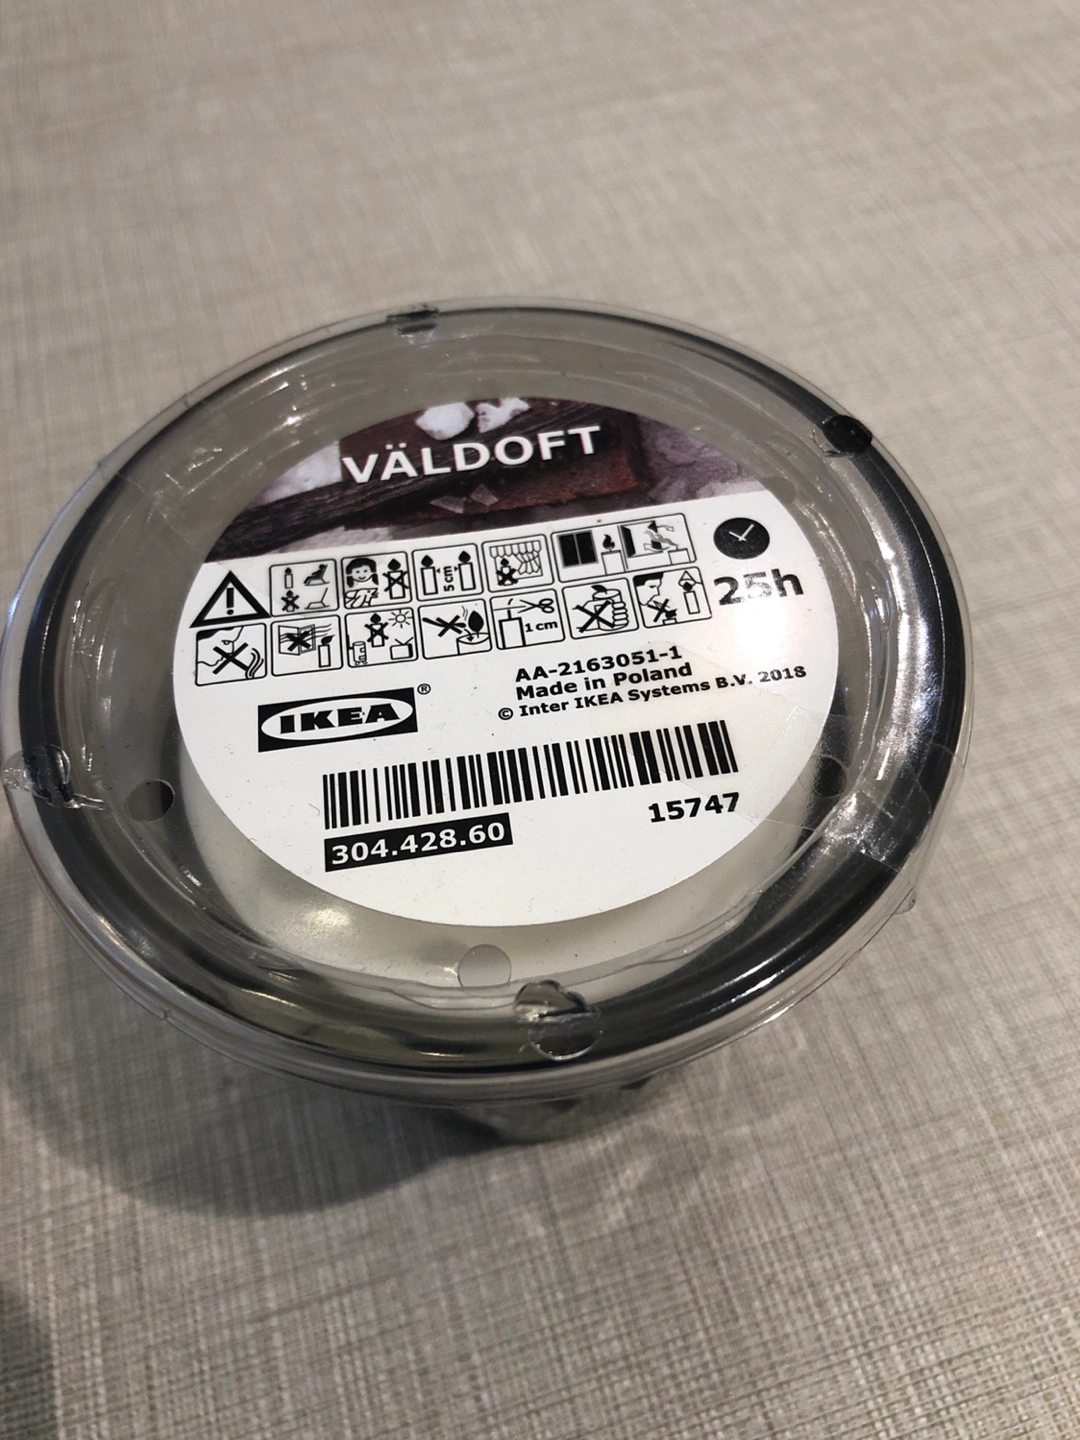 VÄLDOFT
5 cm
25h
1 cm
AA-2163051-1
Made in Poland
© Inter IKEA Systems B.V. 2018
IKEA®
304.428.60
15747